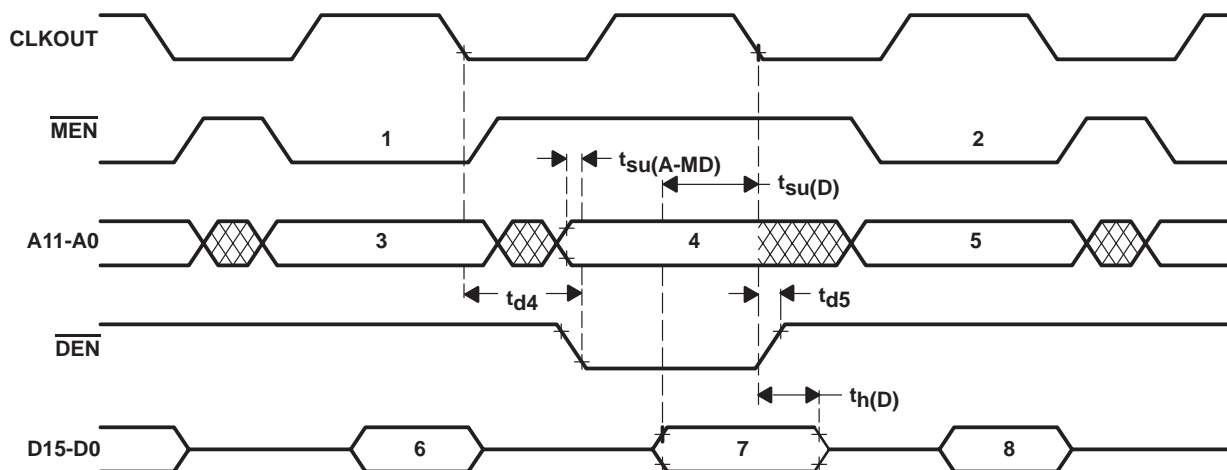 CLKOUT
MEN
1
2
tsu(A-MD)
tsu(D)
A11-A0
3
4
5
td4
td5
DEN
th(D)
D15-D0
6
7
8